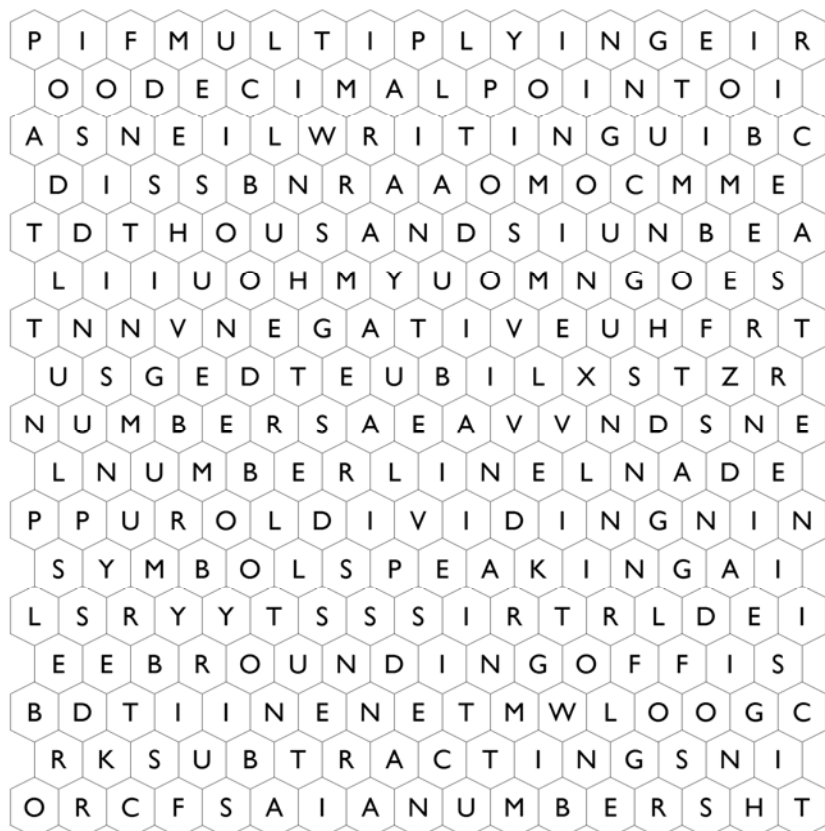 P I F M U L T I P L Y I N G E I R
O O D E C I M A L P O I N T O I
A S N E I L W R I T I N G U I B C
D I S S B N R A A O M O C M M E
T D T H O U S A N D S I U N B E A
L I I U O H M Y U O M N G O E S
T N N V N E G A T I V E U H F R T
U S G E D T E U B I L X S T Z R
N U M B E R S A E A V V N D S N E
L N U M B E R L I N E L N A D E
P P U R O L D I V I D I N G N I N
S Y M B O L S P E A K I N G A I
L S R Y Y T S S S I R T R L D E I
E E B R O U N D I N G O F F I S
B D T I I N E N E T M W L O O G C
R K S U B T R A C T I N G S N I
O R C F S A I A N U M B E R S H T